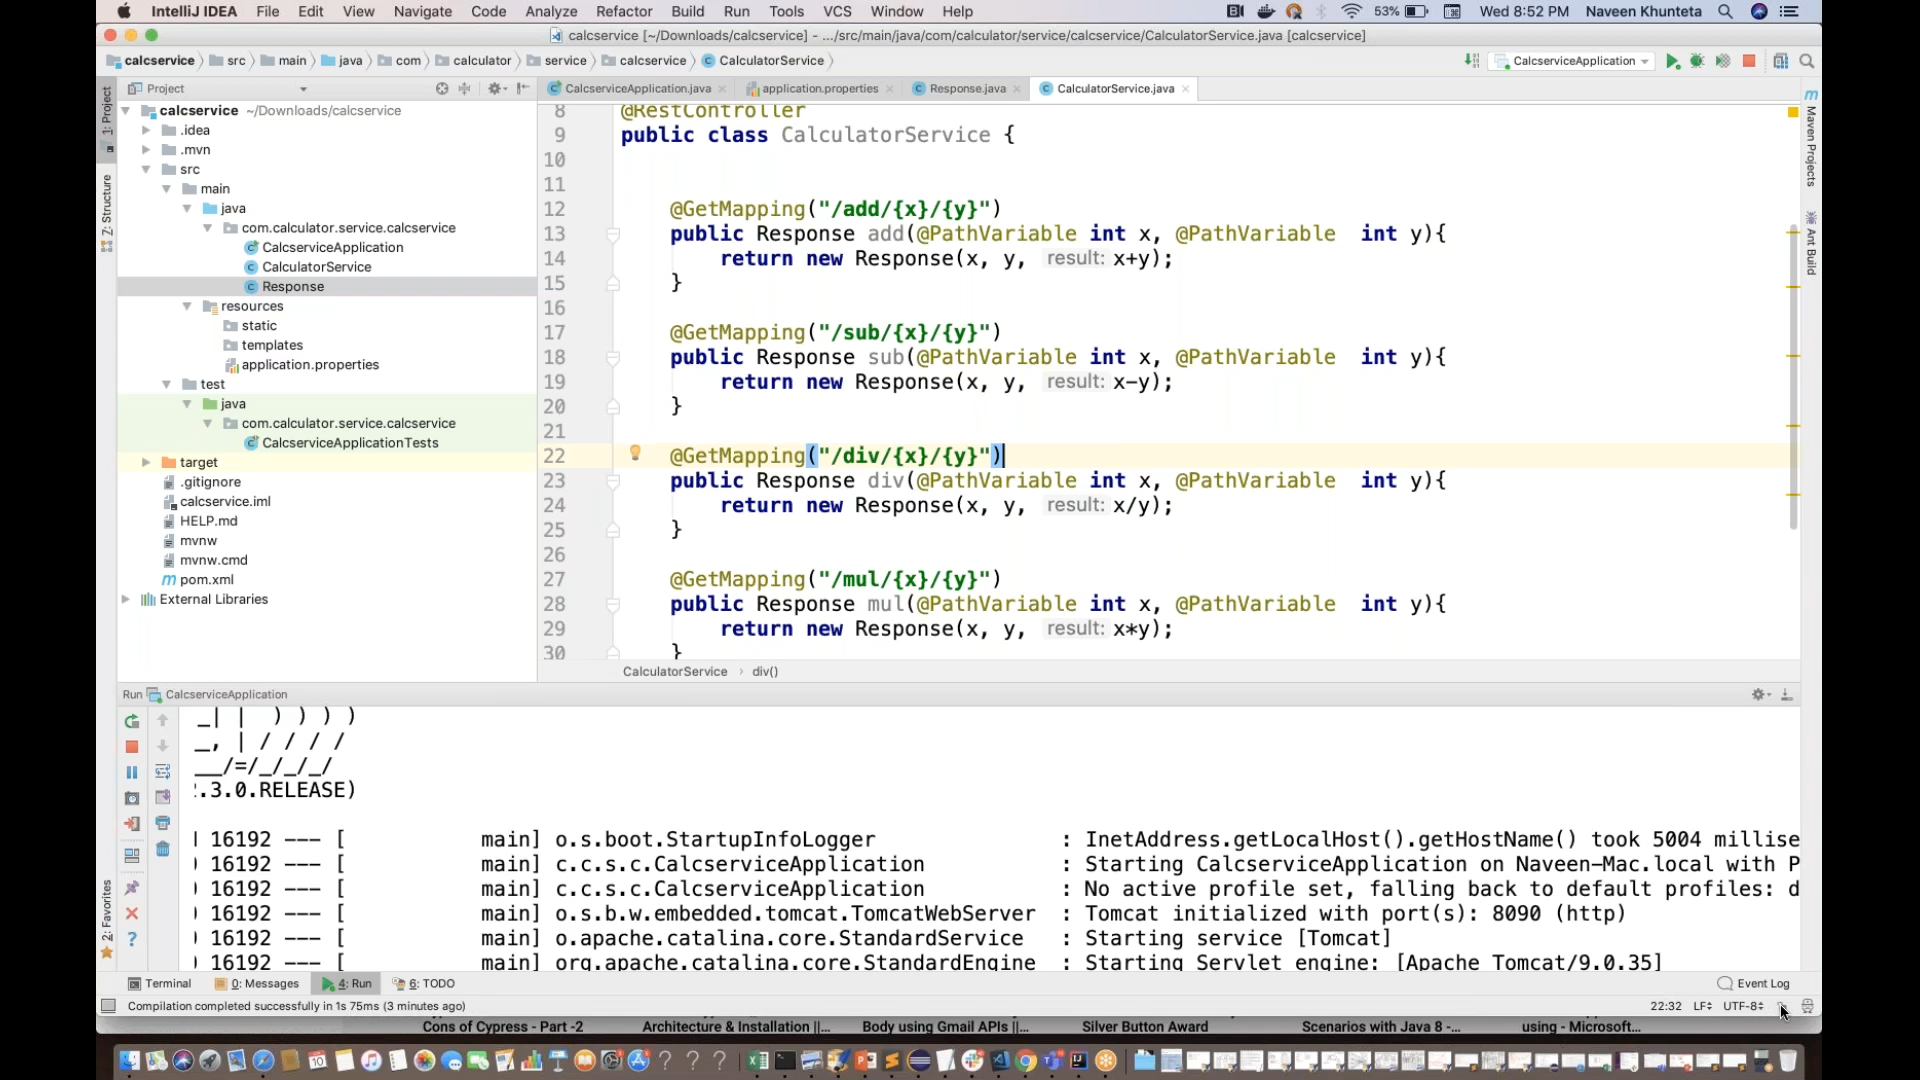 IntelliJ IDEA File Edit View Navigate Code Analyze Refactor Build Run Tools VCS Window Help 53% Wed 8:52 PM Naveen Khunteta
calcservice [~/Downloads/calcservice] - .../src/main/java/com/calculator/service/calcservice/CalculatorService.java [calcservice]
calcservice src main java com calculator service calcservice CalculatorService CalcserviceApplication
Project CalcserviceApplication.java application.properties Response.java CalculatorService.java
1: Project
Z: Structure
2: Favorites
calcservice ~/Downloads/calcservice
.idea
.mvn
src
main
java
com.calculator.service.calcservice
CalcserviceApplication
CalculatorService
Response
resources
static
templates
application.properties
test
java
com.calculator.service.calcservice
CalcserviceApplicationTests
target
.gitignore
calcservice.iml
HELP.md
mvnw
mvnw.cmd
pom.xml
External Libraries
8 @RestController
9 public class CalculatorService {
10
11
12 @GetMapping("/add/{x}/{y}")
13 public Response add(@PathVariable int x, @PathVariable  int y){
14 return new Response(x, y, result: x+y);
15 }
16
17 @GetMapping("/sub/{x}/{y}")
18 public Response sub(@PathVariable int x, @PathVariable  int y){
19 return new Response(x, y, result: x-y);
20 }
21
22 @GetMapping("/div/{x}/{y}")
23 public Response div(@PathVariable int x, @PathVariable  int y){
24 return new Response(x, y, result: x/y);
25 }
26
27 @GetMapping("/mul/{x}/{y}")
28 public Response mul(@PathVariable int x, @PathVariable  int y){
29 return new Response(x, y, result: x*y);
30 }
CalculatorService › div()
Maven Projects
Ant Build
Run CalcserviceApplication
_| |  ) ) ) )
__, | / / / /
___/=/_/_/_/
.3.0.RELEASE)
16192 --- [ main] o.s.boot.StartupInfoLogger : InetAddress.getLocalHost().getHostName() took 5004 millise
16192 --- [ main] c.c.s.c.CalcserviceApplication : Starting CalcserviceApplication on Naveen-Mac.local with P
16192 --- [ main] c.c.s.c.CalcserviceApplication : No active profile set, falling back to default profiles: d
16192 --- [ main] o.s.b.w.embedded.tomcat.TomcatWebServer : Tomcat initialized with port(s): 8090 (http)
16192 --- [ main] o.apache.catalina.core.StandardService : Starting service [Tomcat]
16192 --- [ main] org.apache.catalina.core.StandardEngine : Starting Servlet engine: [Apache Tomcat/9.0.35]
Terminal 0: Messages 4: Run 6: TODO Event Log
Compilation completed successfully in 1s 75ms (3 minutes ago) 22:32 LF UTF-8
Cons of Cypress - Part -2 Architecture & Installation ||... Body using Gmail APIs ||... Silver Button Award Scenarios with Java 8 -... using - Microsoft...